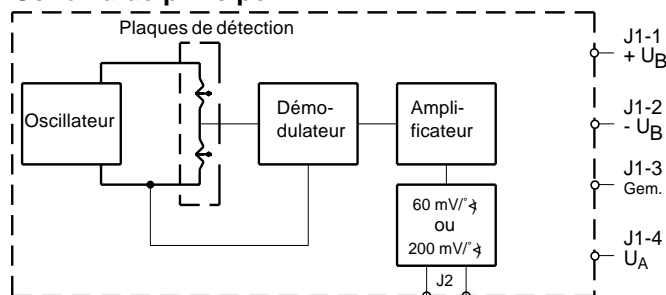 Plaques de détection
Oscillateur
Démo-
dulateur
Ampli-
ficateur
60 mV/°∢
ou
200 mV/°∢
J2
J1-1
+ UB
J1-2
- UB
J1-3
Gem.
J1-4
UA